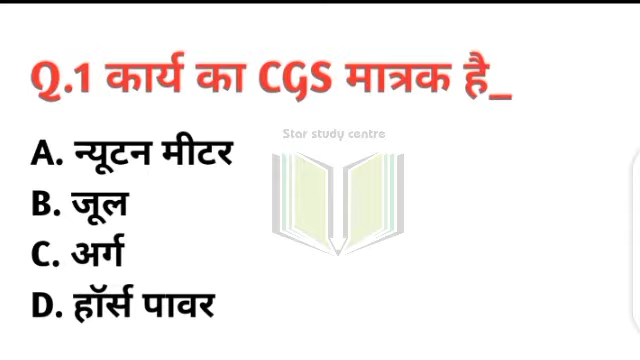 Q.1 कार्य का CGS मात्रक है_
Star study centre
A. न्यूटन मीटर
B. जूल
C. अर्ग
D. हॉर्स पावर